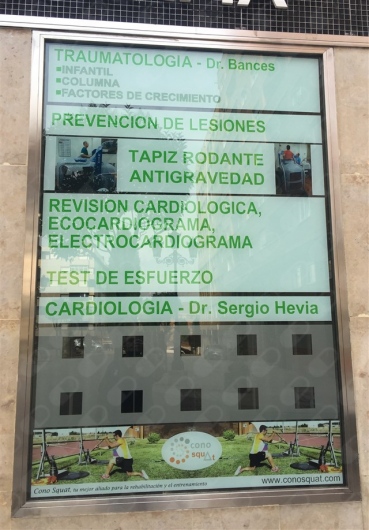 TRAUMATOLOGIA - Dr. Bances
▪INFANTIL
▪COLUMNA
▪FACTORES DE CRECIMIENTO
PREVENCION DE LESIONES
TAPIZ RODANTE
ANTIGRAVEDAD
REVISION CARDIOLOGICA,
ECOCARDIOGRAMA,
ELECTROCARDIOGRAMA
TEST DE ESFUERZO
CARDIOLOGIA - Dr. Sergio Hevia
cono
squat
Cono Squat, tu mejor aliado para la rehabilitación y el entrenamiento
www.conosquat.com